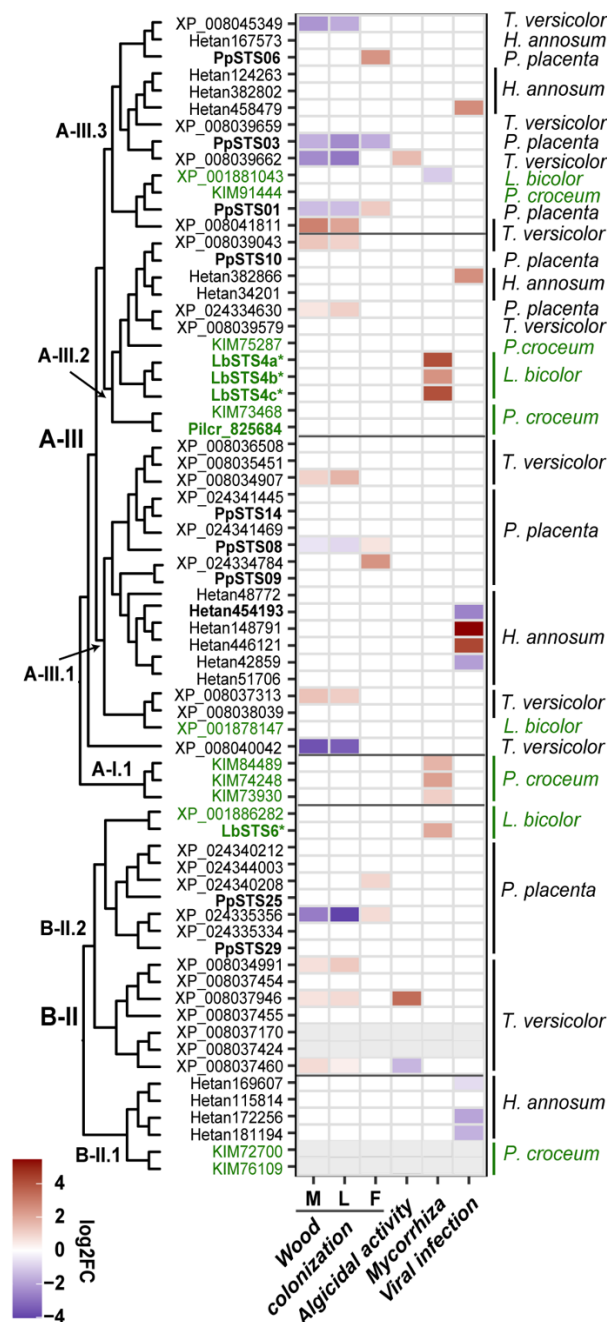 XP_008045349 T. versicolor
Hetan167573 H. annosum
PpSTS06 P. placenta
Hetan124263
Hetan382802 H. annosum
Hetan458479
XP_008039659 T. versicolor
A-III.3 PpSTS03 P. placenta
XP_008039662 T. versicolor
XP_001881043 L. bicolor
KIM91444 P. croceum
PpSTS01 P. placenta
XP_008041811
XP_008039043 T. versicolor
PpSTS10 P. placenta
Hetan382866 H. annosum
Hetan34201
XP_024334630 P. placenta
XP_008039579 T. versicolor
KIM75287 P.croceum
A-III.2 LbSTS4a*
LbSTS4b* L. bicolor
LbSTS4c*
KIM73468 P. croceum
A-III Pilcr_825684
XP_008036508
XP_008035451 T. versicolor
XP_008034907
XP_024341445
PpSTS14
XP_024341469 P. placenta
PpSTS08
XP_024334784
PpSTS09
Hetan48772
Hetan454193
Hetan148791
Hetan446121 H. annosum
A-III.1 Hetan42859
Hetan51706
XP_008037313 T. versicolor
XP_008038039
XP_001878147 L. bicolor
XP_008040042 T. versicolor
A-I.1 KIM84489
KIM74248 P. croceum
KIM73930
XP_001886282 L. bicolor
LbSTS6*
XP_024340212
XP_024344003
XP_024340208 P. placenta
PpSTS25
B-II.2 XP_024335356
XP_024335334
PpSTS29
XP_008034991
XP_008037454
B-II XP_008037946
XP_008037455 T. versicolor
XP_008037170
XP_008037424
XP_008037460
Hetan169607
Hetan115814 H. annosum
Hetan172256
Hetan181194
B-II.1 KIM72700 P. croceum
KIM76109
M L F
Wood
colonization
Algicidal activity
Mycorrhiza
Viral infection
4
2
0
−2
−4
log2FC